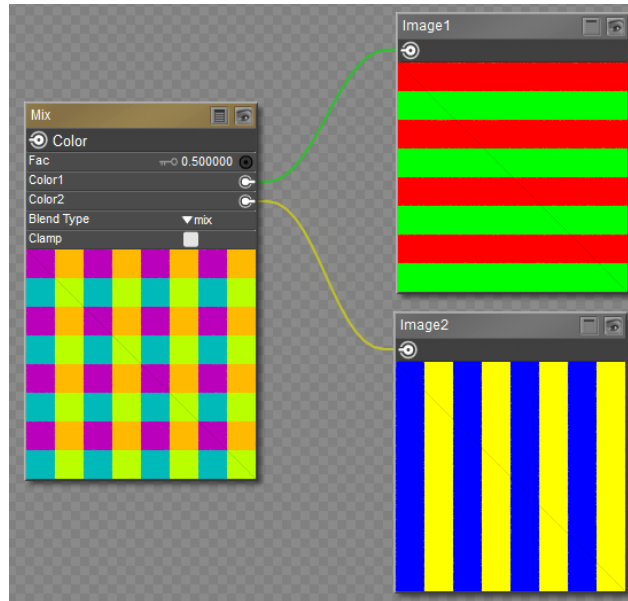 Image1
Mix
Color
Fac 0.500000
Color1
Color2
Blend Type mix
Clamp
Image2